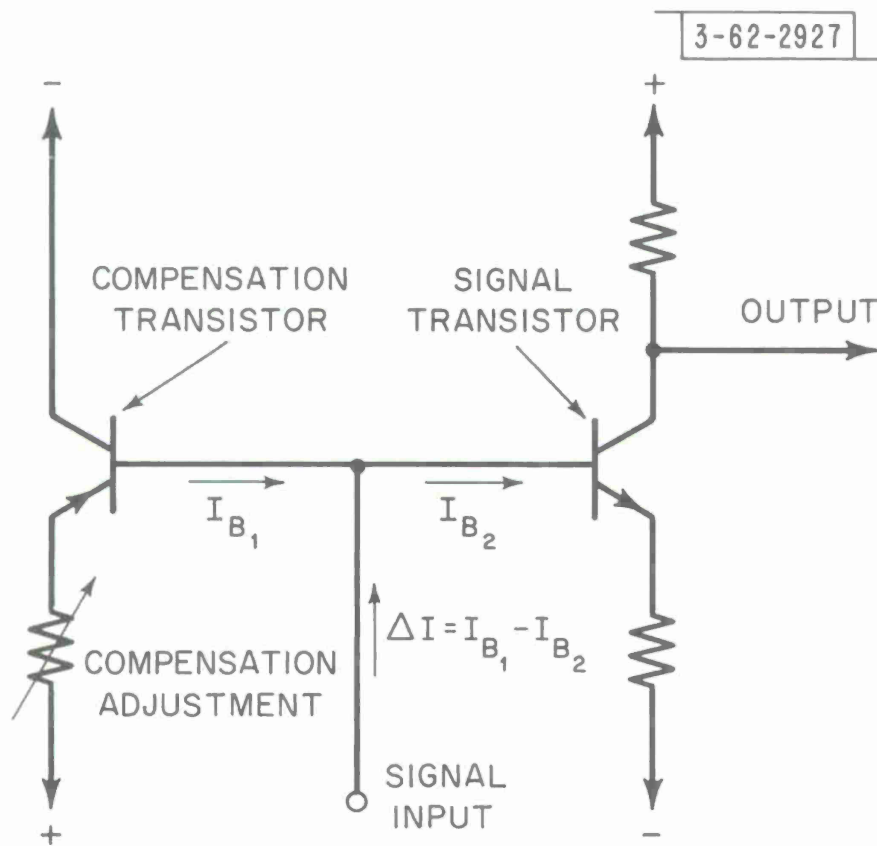 3-62-2927
-
+
COMPENSATION
TRANSISTOR
SIGNAL
TRANSISTOR
OUTPUT
I_B₁
I_B₂
ΔI = I_B₁ - I_B₂
COMPENSATION
ADJUSTMENT
SIGNAL
INPUT
+
-